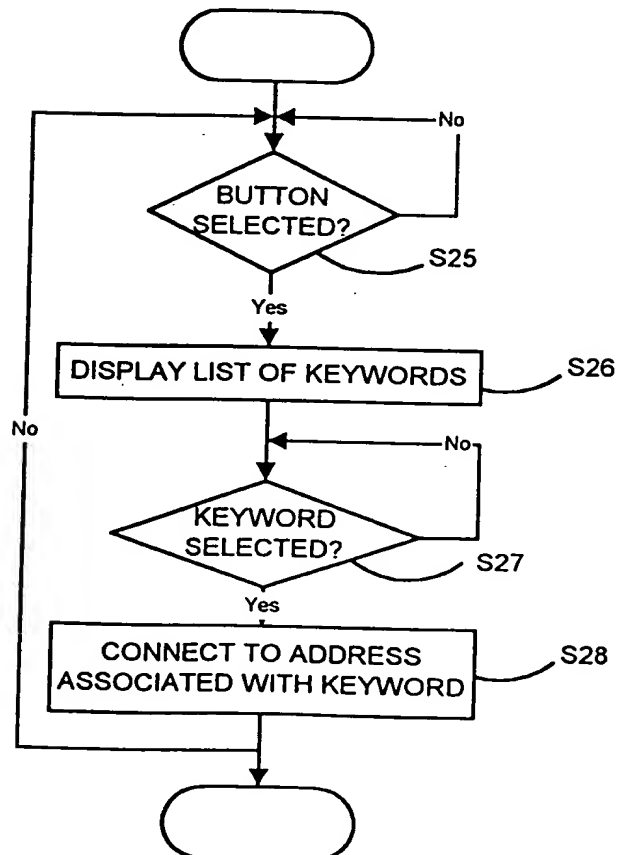 No
BUTTON
SELECTED?
S25
Yes
DISPLAY LIST OF KEYWORDS
S26
No
No
KEYWORD
SELECTED?
S27
Yes
CONNECT TO ADDRESS
ASSOCIATED WITH KEYWORD
S28